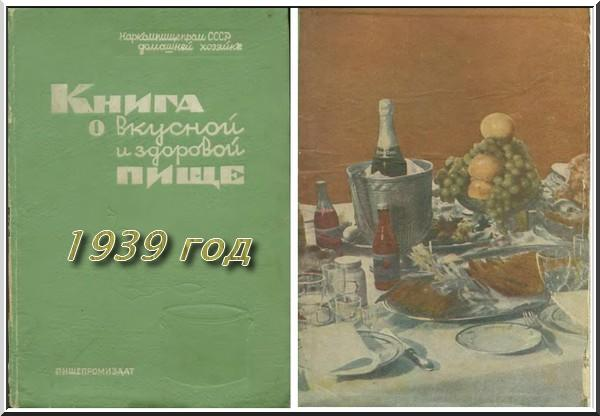 Наркомпищепром СССР
домашней хозяйке
Книга
о вкусной
и здоровой
пище
1939 год
ПИЩЕПРОМИЗДАТ